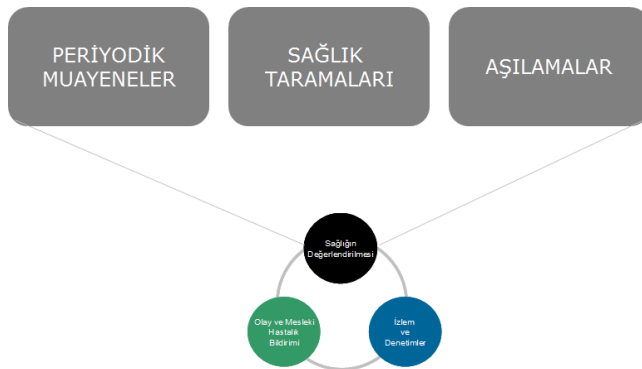 PERİYODİK
MUAYENELER
SAĞLIK
TARAMALARI
AŞILAMALAR
Sağlığın
Değerlendirilmesi
Olay ve Mesleki
Hastalık
Bildirimi
İzlem
ve
Denetimler